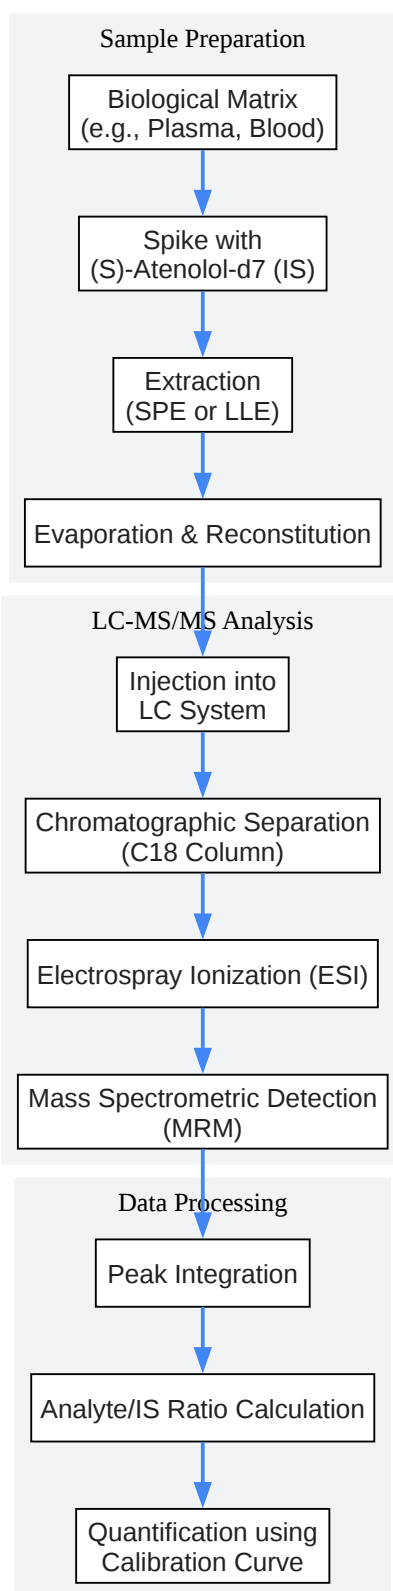 Sample Preparation
Biological Matrix
(e.g., Plasma, Blood)
Spike with
(S)-Atenolol-d7 (IS)
Extraction
(SPE or LLE)
Evaporation & Reconstitution
LC-MS/MS Analysis
Injection into
LC System
Chromatographic Separation
(C18 Column)
Electrospray Ionization (ESI)
Mass Spectrometric Detection
(MRM)
Data Processing
Peak Integration
Analyte/IS Ratio Calculation
Quantification using
Calibration Curve